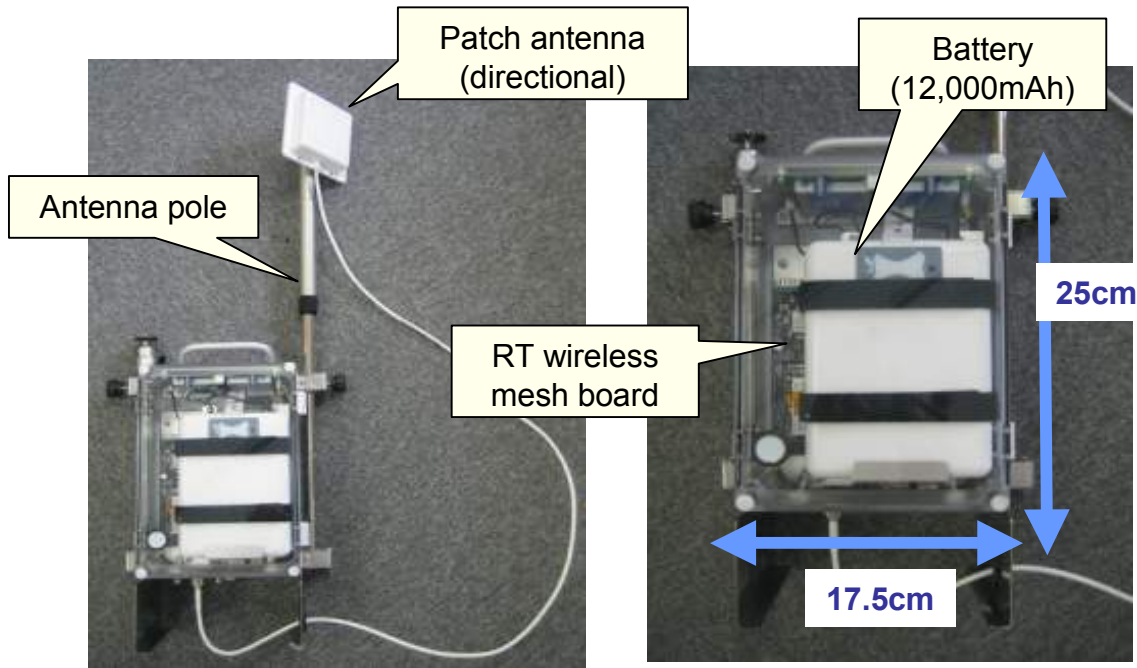 Patch antenna
(directional)
Antenna pole
Battery
(12,000mAh)
RT wireless
mesh board
25cm
17.5cm